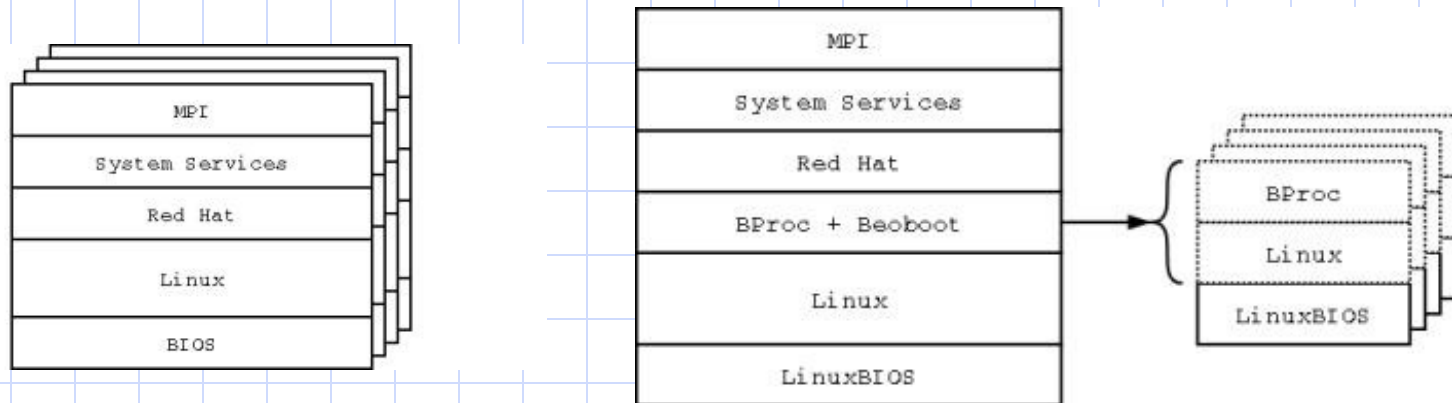 MPI
System Services
Red Hat
Linux
BIOS
MPI
System Services
Red Hat
BProc + Beoboot
Linux
LinuxBIOS
BProc
Linux
LinuxBIOS